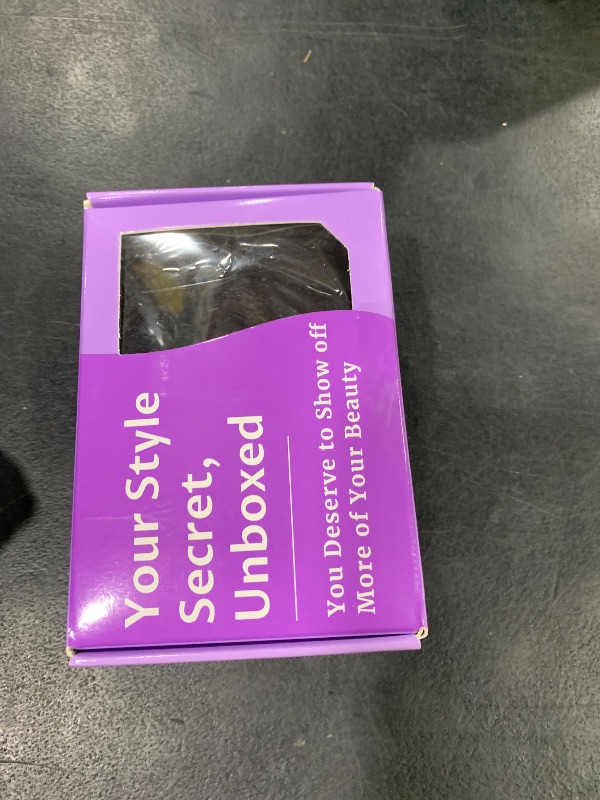 Your Style
Secret,
Unboxed
You Deserve to Show off
More of Your Beauty